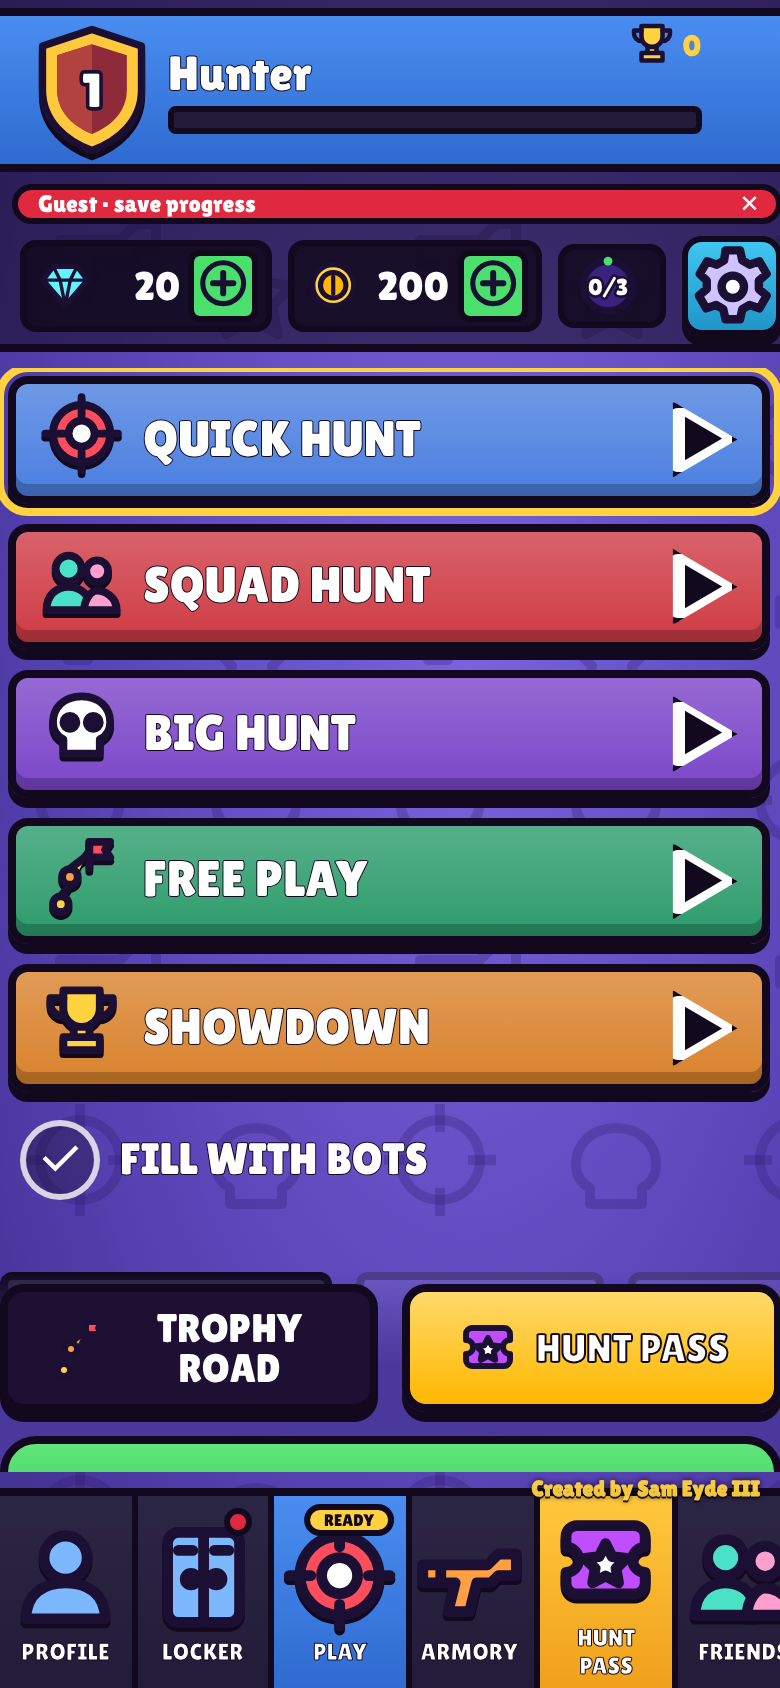 1
Hunter
0
Guest · save progress
20
200
0/3
QUICK HUNT
SQUAD HUNT
BIG HUNT
FREE PLAY
SHOWDOWN
FILL WITH BOTS
TROPHY
ROAD
HUNT PASS
Created by Sam Eyde III
READY
PROFILE
LOCKER
PLAY
ARMORY
HUNT
PASS
FRIENDS